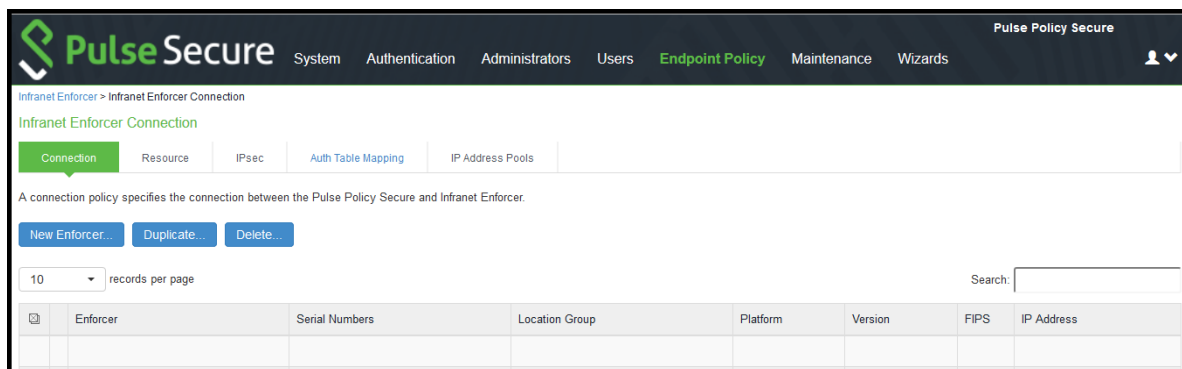 Pulse Policy Secure
Pulse Secure System Authentication Administrators Users Endpoint Policy Maintenance Wizards
Infranet Enforcer > Infranet Enforcer Connection
Infranet Enforcer Connection
Connection Resource IPsec Auth Table Mapping IP Address Pools
A connection policy specifies the connection between the Pulse Policy Secure and Infranet Enforcer.
New Enforcer... Duplicate... Delete...
10 records per page Search:
Enforcer Serial Numbers Location Group Platform Version FIPS IP Address